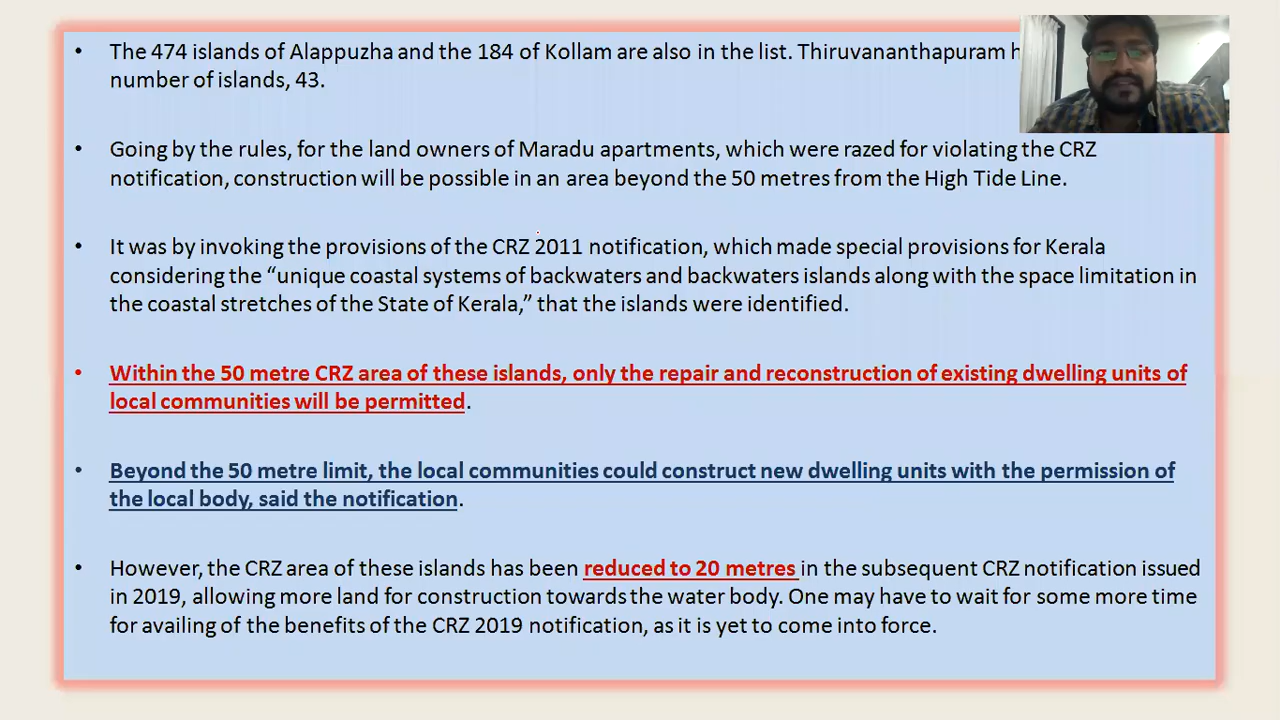 • The 474 islands of Alappuzha and the 184 of Kollam are also in the list. Thiruvananthapuram
number of islands, 43.
• Going by the rules, for the land owners of Maradu apartments, which were razed for violating the CRZ
notification, construction will be possible in an area beyond the 50 metres from the High Tide Line.
• It was by invoking the provisions of the CRZ 2011 notification, which made special provisions for Kerala
considering the “unique coastal systems of backwaters and backwaters islands along with the space limitation in
the coastal stretches of the State of Kerala,” that the islands were identified.
• Within the 50 metre CRZ area of these islands, only the repair and reconstruction of existing dwelling units of
local communities will be permitted.
• Beyond the 50 metre limit, the local communities could construct new dwelling units with the permission of
the local body, said the notification.
• However, the CRZ area of these islands has been reduced to 20 metres in the subsequent CRZ notification issued
in 2019, allowing more land for construction towards the water body. One may have to wait for some more time
for availing of the benefits of the CRZ 2019 notification, as it is yet to come into force.